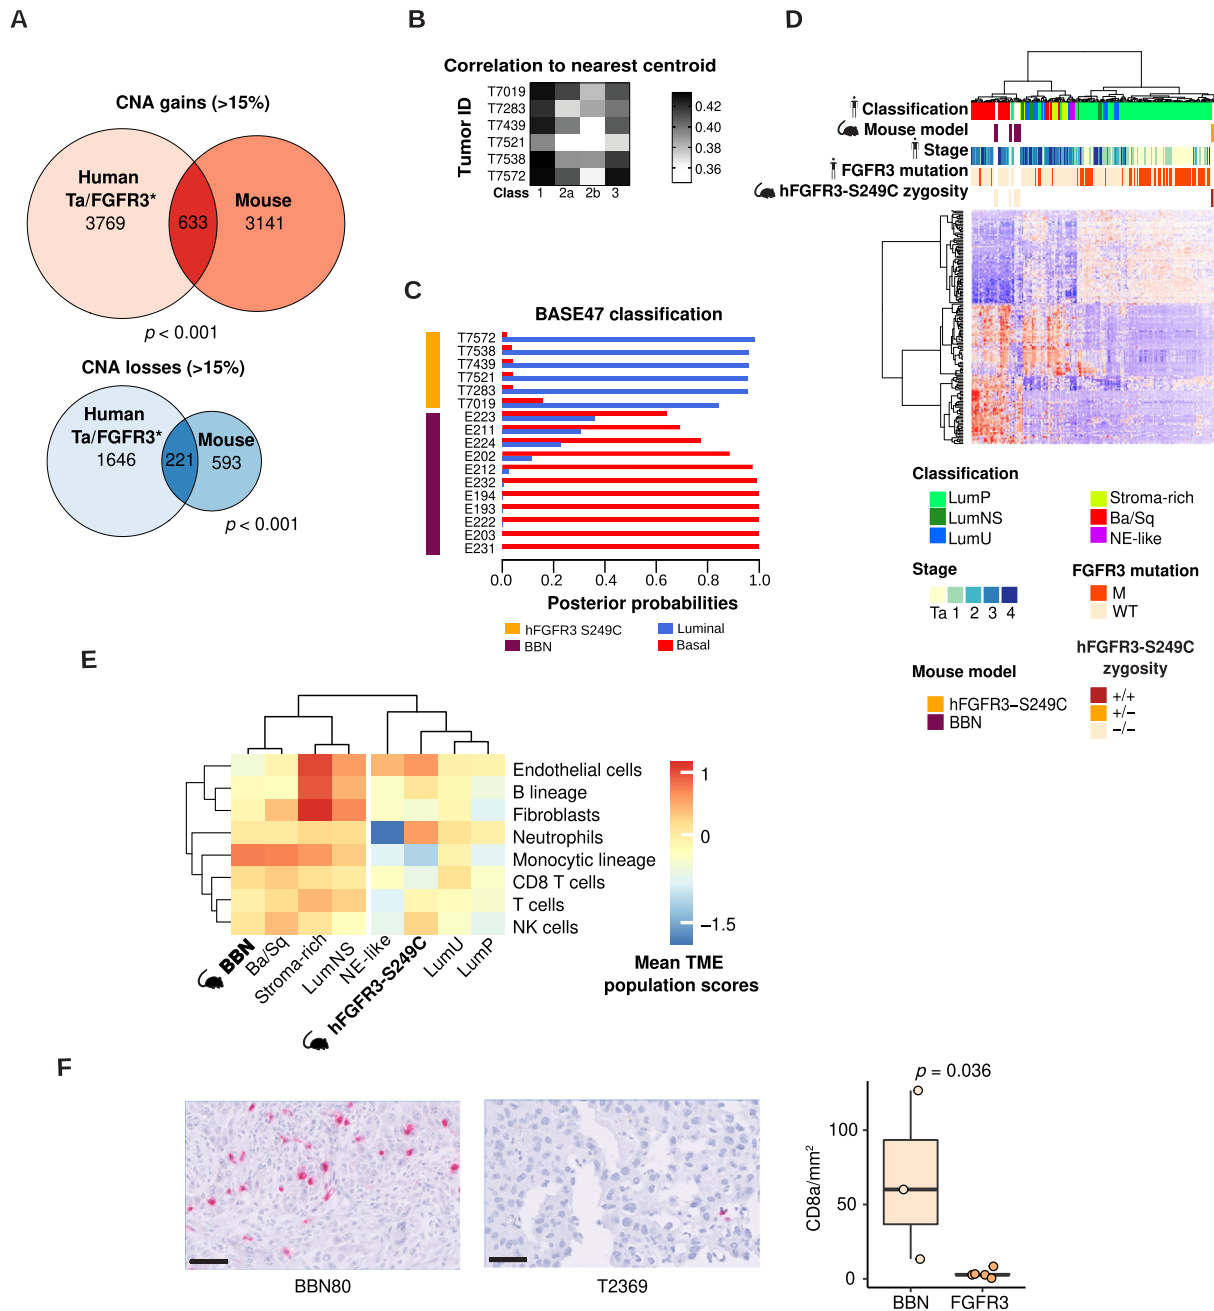 A
CNA gains (>15%)
Human
Ta/FGFR3*
3769
633
Mouse
3141
p < 0.001
CNA losses (>15%)
Human
Ta/FGFR3*
1646
221
Mouse
593
p < 0.001
B
Correlation to nearest centroid
Tumor ID
T7019
T7283
T7439
T7521
T7538
T7572
Class 1 2a 2b 3
0.42
0.40
0.38
0.36
C
BASE47 classification
T7572
T7538
T7439
T7521
T7283
T7019
E223
E211
E224
E202
E212
E232
E194
E193
E222
E203
E231
0.0 0.2 0.4 0.6 0.8 1.0
Posterior probabilities
hFGFR3 S249C
BBN
Luminal
Basal
D
Classification
Mouse model
Stage
FGFR3 mutation
hFGFR3-S249C zygosity
Classification
LumP
LumNS
LumU
Stroma-rich
Ba/Sq
NE-like
Stage
Ta 1 2 3 4
FGFR3 mutation
M
WT
Mouse model
hFGFR3–S249C
BBN
hFGFR3-S249C
zygosity
+/+
+/−
−/−
E
Endothelial cells
B lineage
Fibroblasts
Neutrophils
Monocytic lineage
CD8 T cells
T cells
NK cells
BBN
Ba/Sq
Stroma-rich
LumNS
NE-like
hFGFR3-S249C
LumU
LumP
1
0
−1.5
Mean TME
population scores
F
BBN80
T2369
p = 0.036
CD8a/mm²
100
50
0
BBN FGFR3